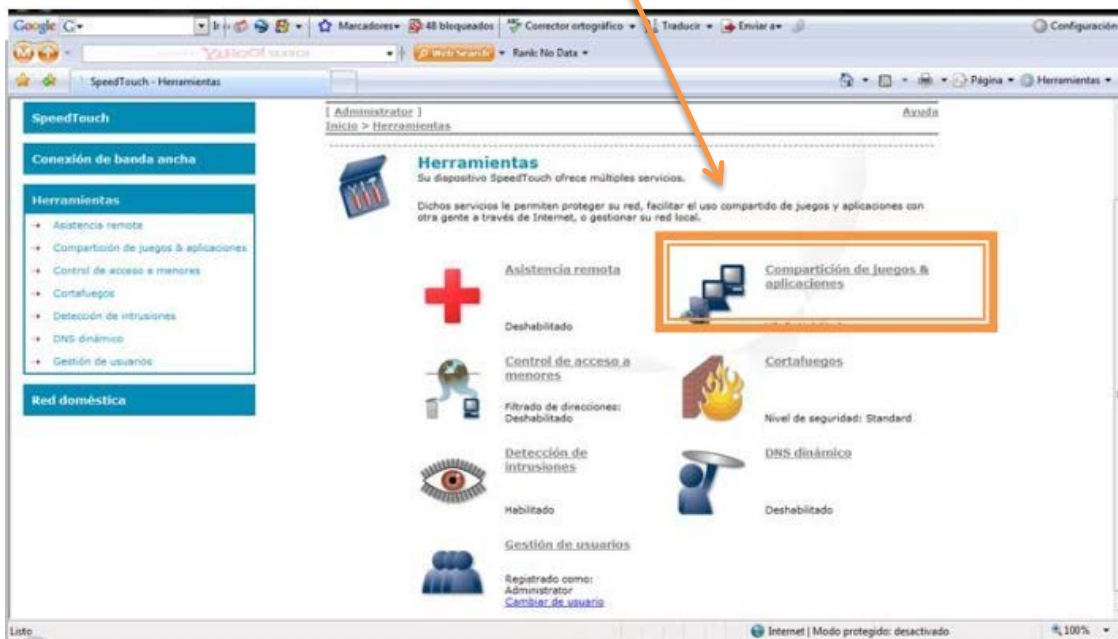 Google G Ir Marcadores 48 bloqueados Corrector ortográfico Traducir Enviar a Configuración
YAHOO! SEARCH Web Search Rank: No Data
SpeedTouch - Herramientas Página Herramientas
SpeedTouch
Conexión de banda ancha
Herramientas
Asistencia remota
Compartición de juegos & aplicaciones
Control de acceso a menores
Cortafuegos
Detección de intrusiones
DNS dinámico
Gestión de usuarios
Red doméstica
[ Administrator ] Ayuda
Inicio > Herramientas
Herramientas
Su dispositivo SpeedTouch ofrece múltiples servicios.
Dichos servicios le permiten proteger su red, facilitar el uso compartido de juegos y aplicaciones con
otra gente a través de Internet, o gestionar su red local.
Asistencia remota
Deshabilitado
Compartición de juegos &
aplicaciones
Control de acceso a
menores
Filtrado de direcciones:
Deshabilitado
Cortafuegos
Nivel de seguridad: Standard
Detección de
intrusiones
Habilitado
DNS dinámico
Deshabilitado
Gestión de usuarios
Registrado como:
Administrator
Cambiar de usuario
Listo Internet | Modo protegido: desactivado 100%